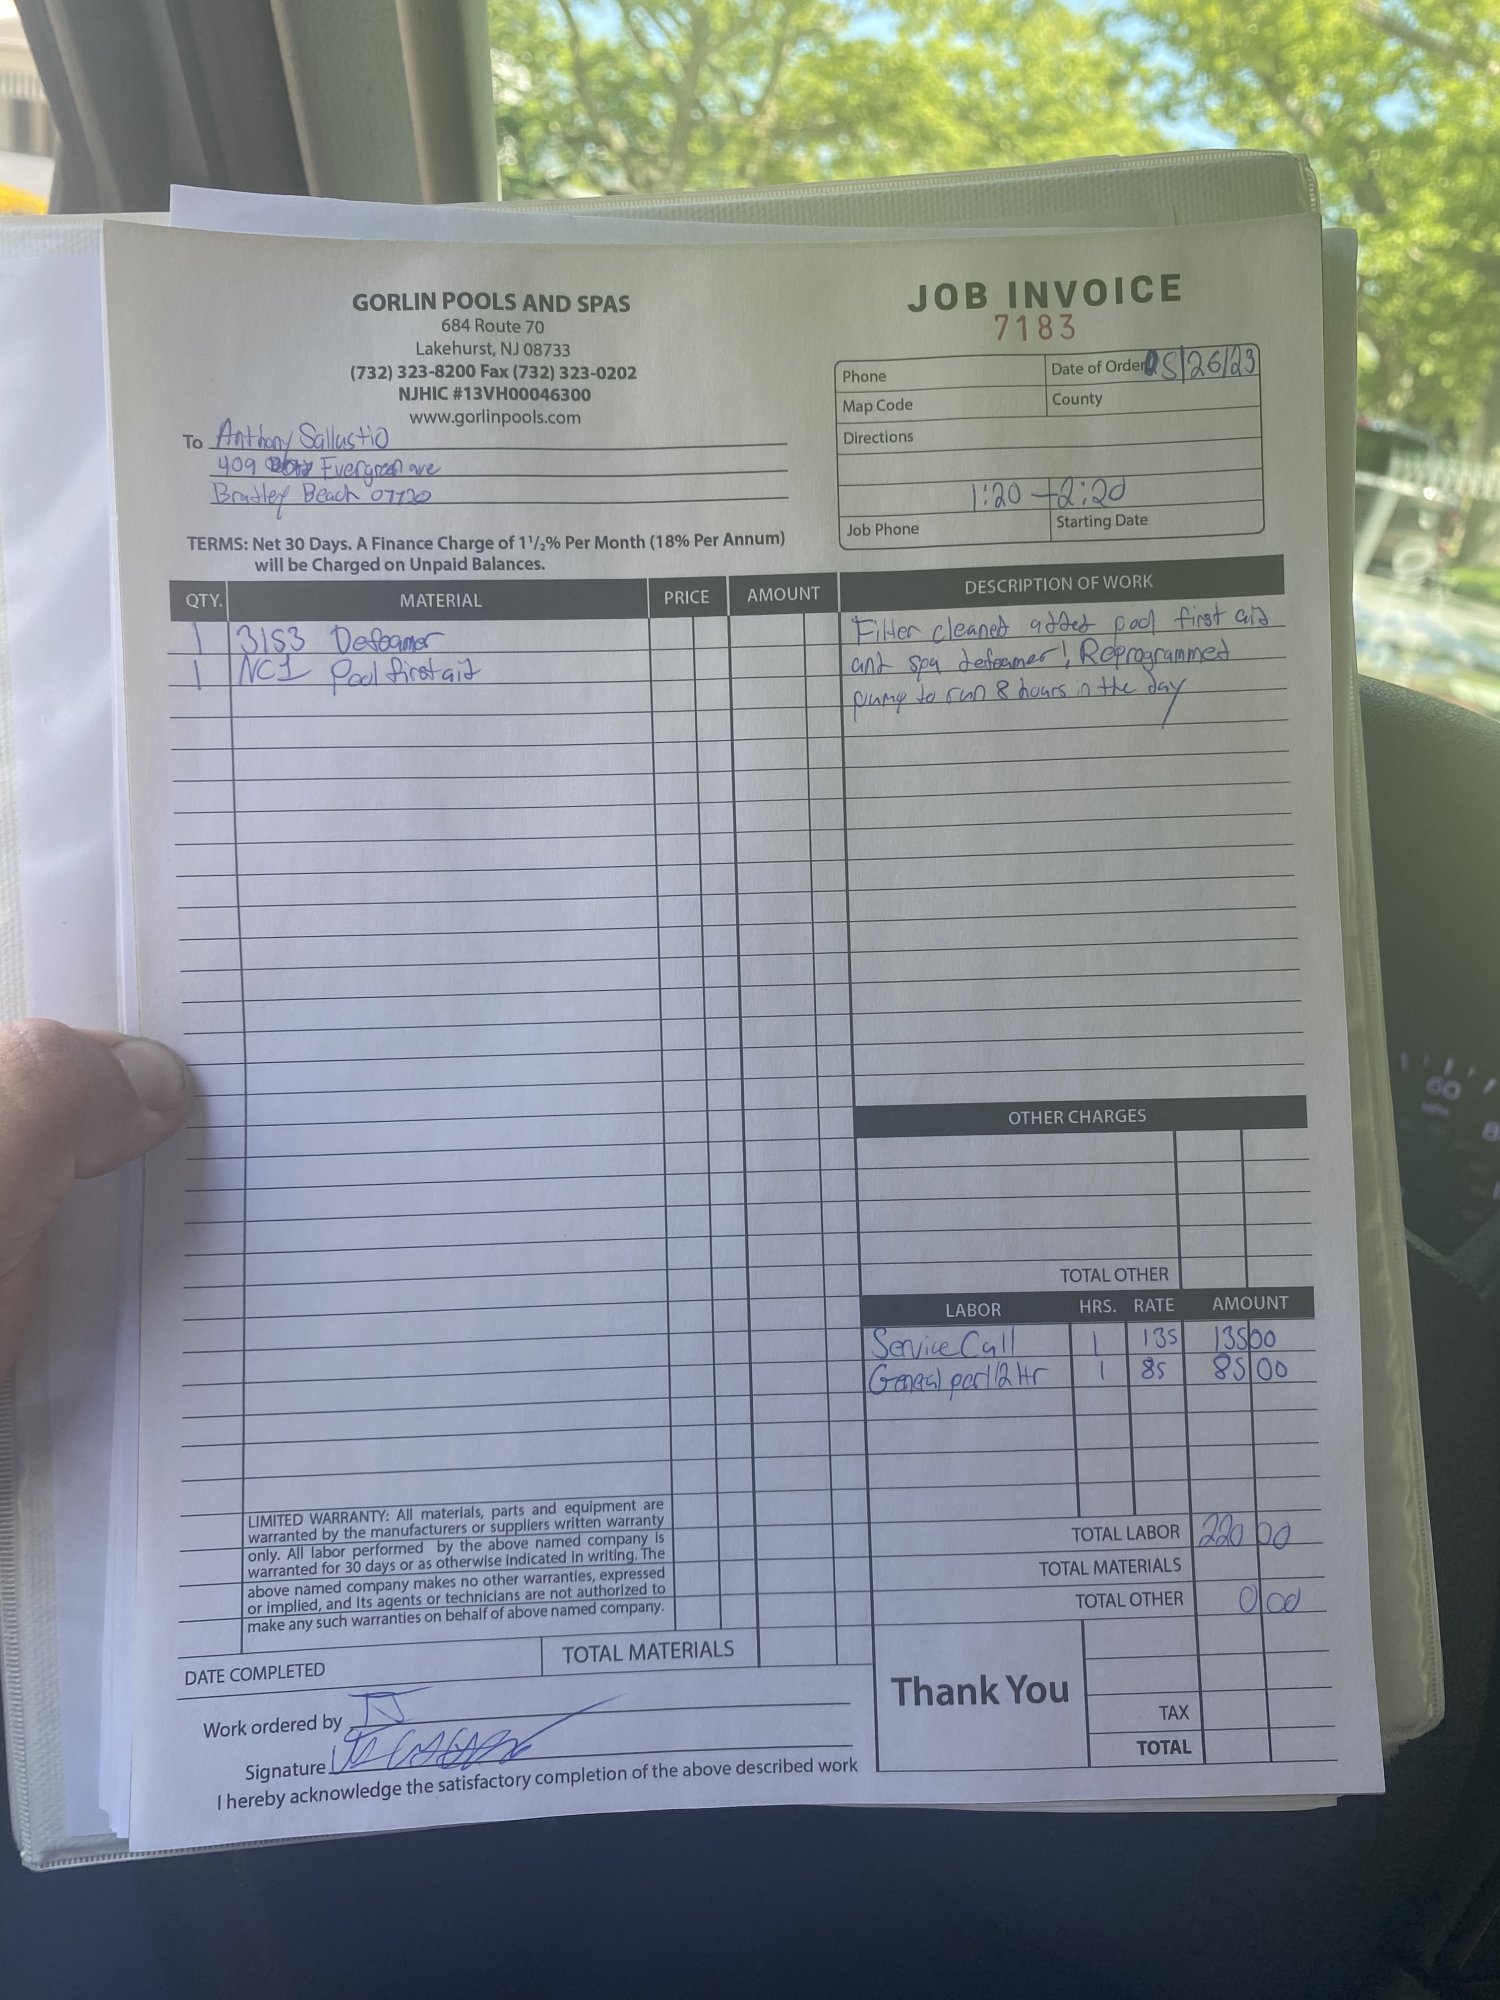 GORLIN POOLS AND SPAS
684 Route 70
Lakehurst, NJ 08733
(732) 323-8200 Fax (732) 323-0202
NJHIC #13VH00046300
www.gorlinpools.com
JOB INVOICE
7183
Phone
Date of Order 05/26/23
Map Code
County
Directions
1:20 - 2:20
Job Phone
Starting Date
To Anthony Sallustio
409 Evergreen ave
Bradley Beach 07720
TERMS: Net 30 Days. A Finance Charge of 1 1/2% Per Month (18% Per Annum)
will be Charged on Unpaid Balances.
QTY. MATERIAL PRICE AMOUNT
1 3153 Defoamer
1 NC1 Pool first aid
DESCRIPTION OF WORK
Filter cleaned added pool first aid
and spa defoamer! Reprogrammed
pump to run 8 hours in the day
OTHER CHARGES
TOTAL OTHER
LABOR HRS. RATE AMOUNT
Service Call 1 135 135 00
General per 1/2 Hr 1 85 85 00
TOTAL LABOR 220 00
TOTAL MATERIALS
TOTAL OTHER 0 00
Thank You
TAX
TOTAL
LIMITED WARRANTY: All materials, parts and equipment are
warranted by the manufacturers or suppliers written warranty
only. All labor performed by the above named company is
warranted for 30 days or as otherwise indicated in writing. The
above named company makes no other warranties, expressed
or implied, and Its agents or technicians are not authorized to
make any such warranties on behalf of above named company.
TOTAL MATERIALS
DATE COMPLETED
Work ordered by
Signature
I hereby acknowledge the satisfactory completion of the above described work
60